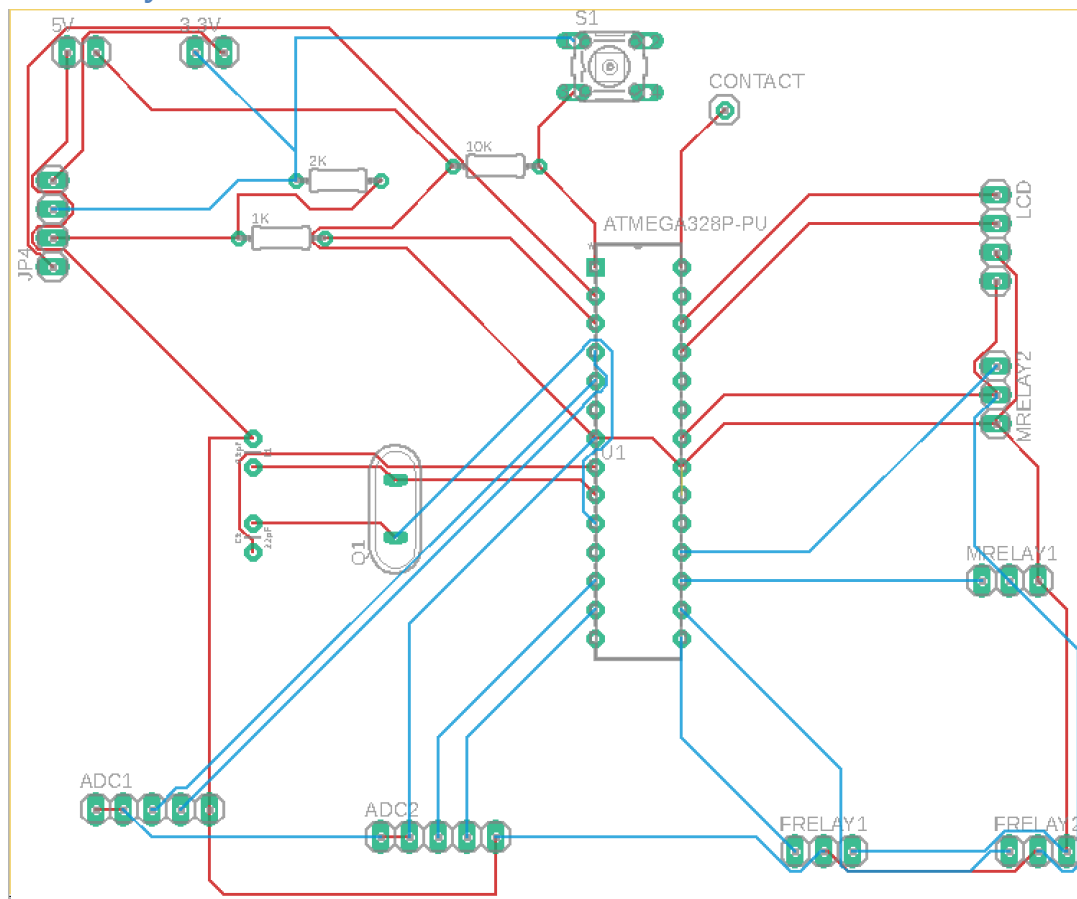 5V
3.3V
S1
CONTACT
10K
2K
1K
ATMEGA328P-PU
LCD
JP4
MRELAY2
U1
22pF
Q1
MRELAY1
ADC1
ADC2
FRELAY1
FRELAY2